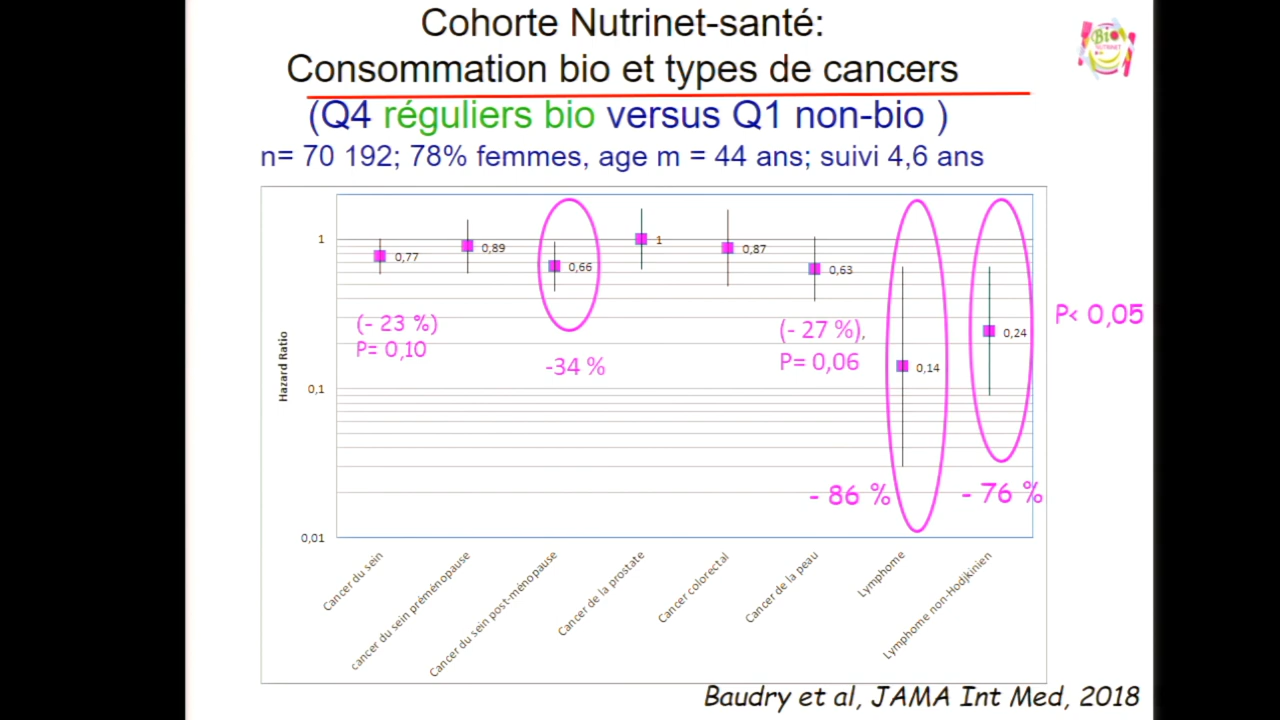 Cohorte Nutrinet-santé:
Consommation bio et types de cancers
Bio
NUTRINET
(Q4 réguliers bio versus Q1 non-bio )
n= 70 192; 78% femmes, age m = 44 ans; suivi 4,6 ans
Hazard Ratio
1
0,1
0,01
0,77
0,89
0,66
1
0,87
0,63
0,14
0,24
(- 23 %)
P= 0,10
-34 %
(- 27 %),
P= 0,06
- 86 %
- 76 %
P< 0,05
Cancer du sein
cancer du sein préménopause
Cancer du sein post-ménopause
Cancer de la prostate
Cancer colorectal
Cancer de la peau
Lymphome
Lymphome non-Hodjkinien
Baudry et al, JAMA Int Med, 2018